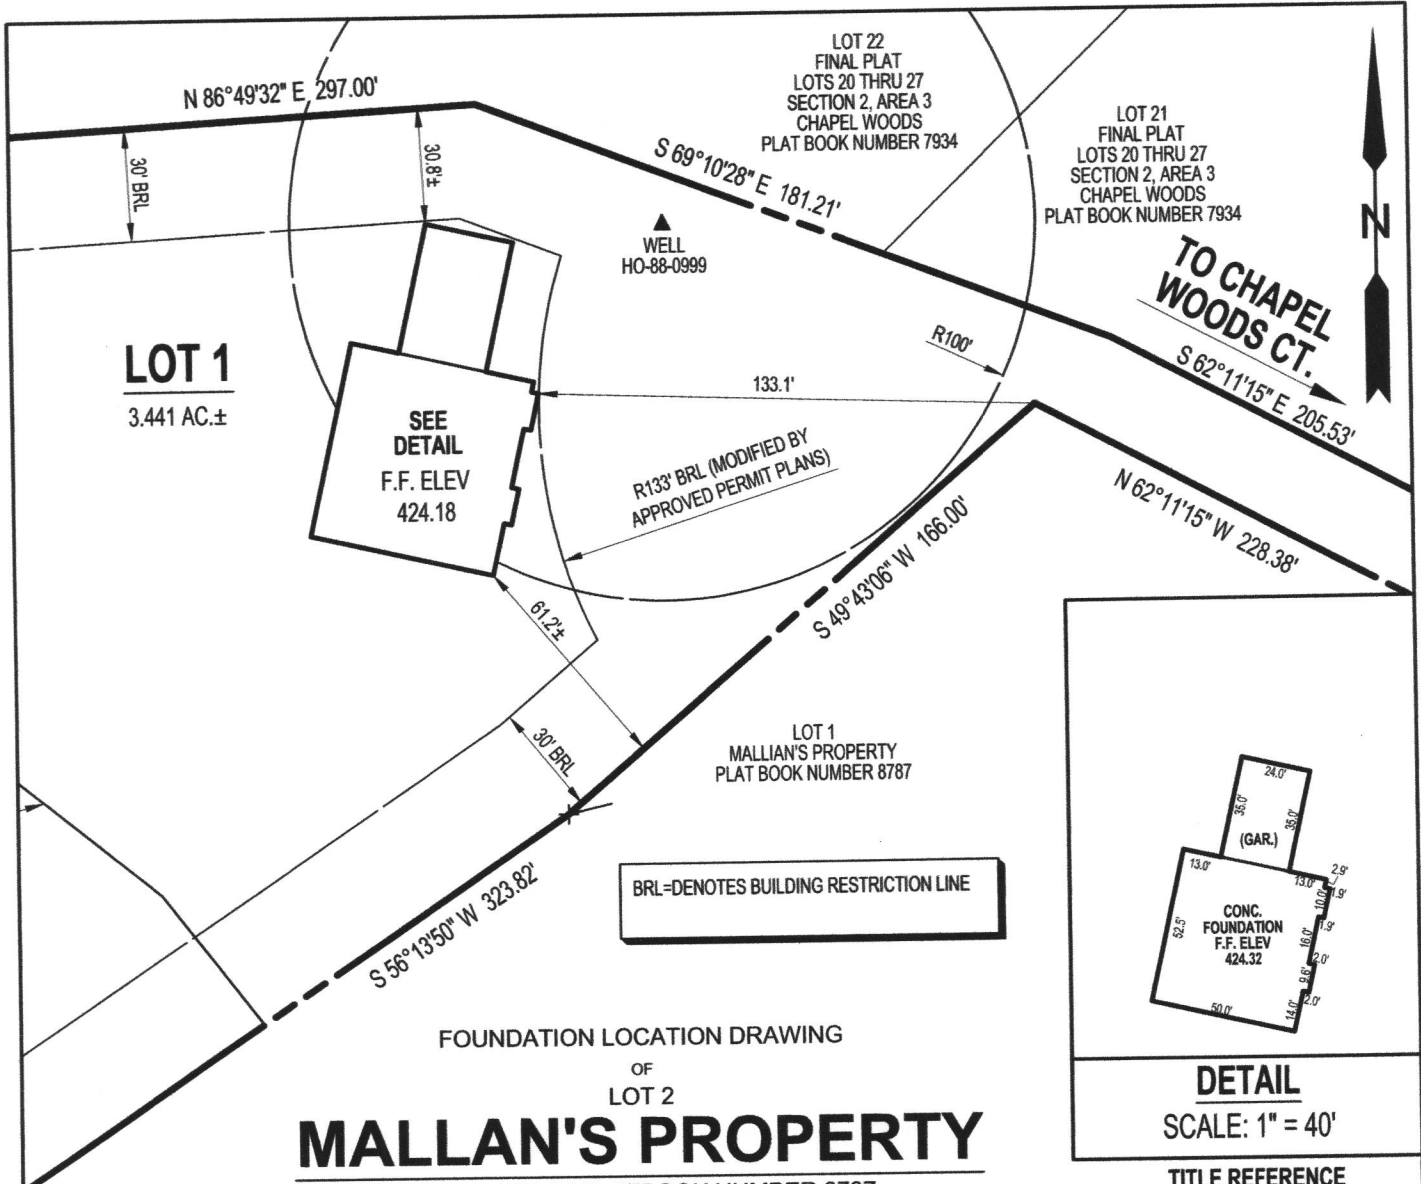 N 86°49'32" E 297.00'
LOT 22
FINAL PLAT
LOTS 20 THRU 27
SECTION 2, AREA 3
CHAPEL WOODS
PLAT BOOK NUMBER 7934
LOT 21
FINAL PLAT
LOTS 20 THRU 27
SECTION 2, AREA 3
CHAPEL WOODS
PLAT BOOK NUMBER 7934
N
S 69°10'28" E 181.21'
30' BRL
30.8'±
WELL
HO-88-0999
TO CHAPEL
WOODS CT.
S 62°11'15" E 205.53'
R100'
LOT 1
3.441 AC.±
133.1'
SEE
DETAIL
F.F. ELEV
424.18
R133' BRL (MODIFIED BY
APPROVED PERMIT PLANS)
N 62°11'15" W 228.38'
S 49°43'06" W 166.00'
61.2'±
30' BRL
LOT 1
MALLIAN'S PROPERTY
PLAT BOOK NUMBER 8787
S 56°13'50" W 323.82'
BRL=DENOTES BUILDING RESTRICTION LINE
24.0'
35.0'
35.0'
(GAR.)
13.0'
13.0'
2.9'
1.9'
10.0'
1.9'
52.5'
CONC.
FOUNDATION
F.F. ELEV
424.32
16.0'
2.0'
9.6'
2.0'
14.0'
50.0'
DETAIL
SCALE: 1" = 40'
FOUNDATION LOCATION DRAWING
OF
LOT 2
MALLAN'S PROPERTY
TITLE REFERENCE